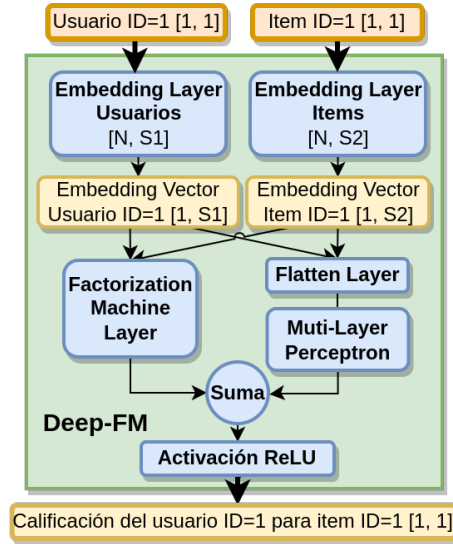 Usuario ID=1 [1, 1]
Item ID=1 [1, 1]
Embedding Layer
Usuarios
[N, S1]
Embedding Layer
Items
[N, S2]
Embedding Vector
Usuario ID=1 [1, S1]
Embedding Vector
Item ID=1 [1, S2]
Factorization
Machine
Layer
Flatten Layer
Muti-Layer
Perceptron
Suma
Deep-FM
Activación ReLU
Calificación del usuario ID=1 para item ID=1 [1, 1]